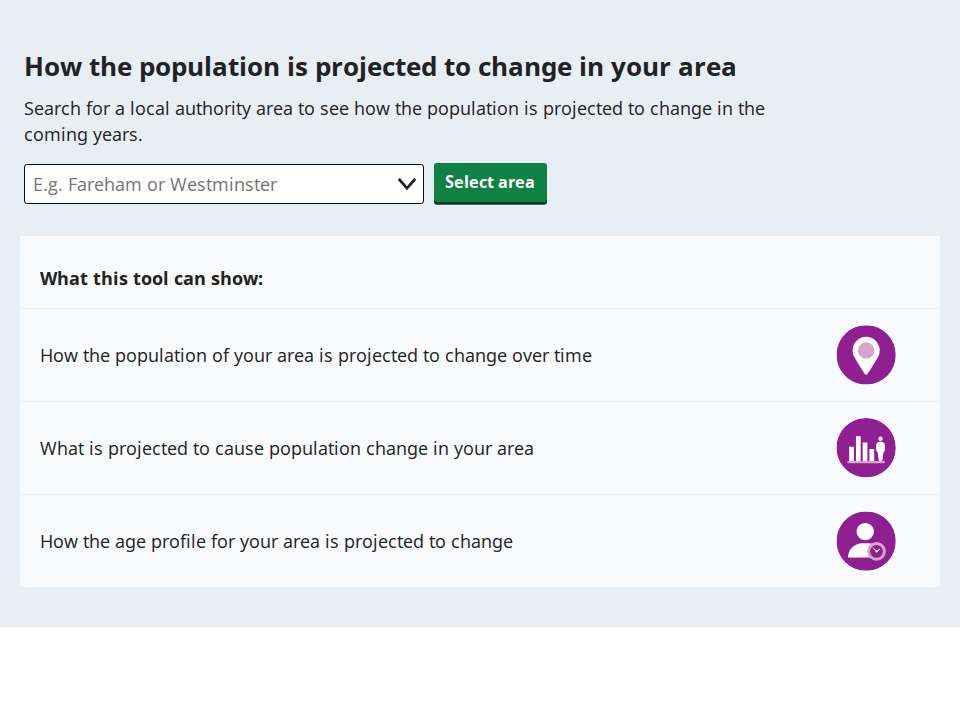 How the population is projected to change in your area
Search for a local authority area to see how the population is projected to change in the
coming years.
E.g. Fareham or Westminster
Select area
What this tool can show:
How the population of your area is projected to change over time
What is projected to cause population change in your area
How the age profile for your area is projected to change